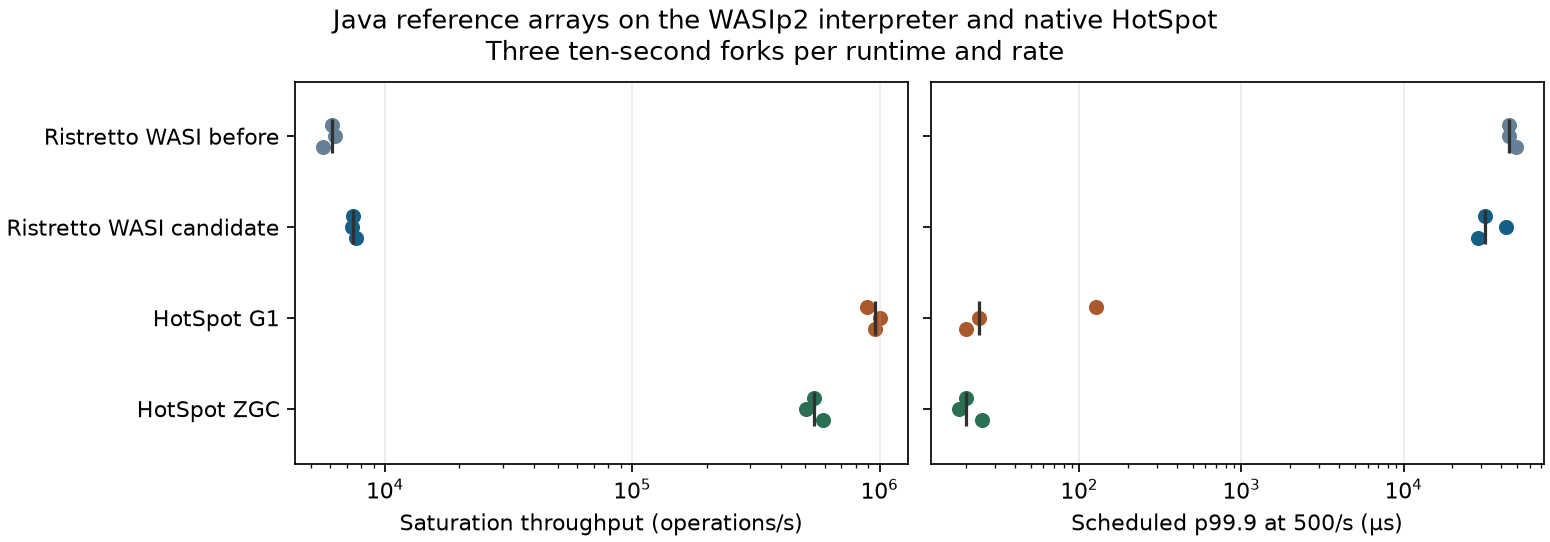 Java reference arrays on the WASIp2 interpreter and native HotSpot
Three ten-second forks per runtime and rate
Ristretto WASI before
Ristretto WASI candidate
HotSpot G1
HotSpot ZGC
10⁴ 10⁵ 10⁶
Saturation throughput (operations/s)
10² 10³ 10⁴
Scheduled p99.9 at 500/s (µs)